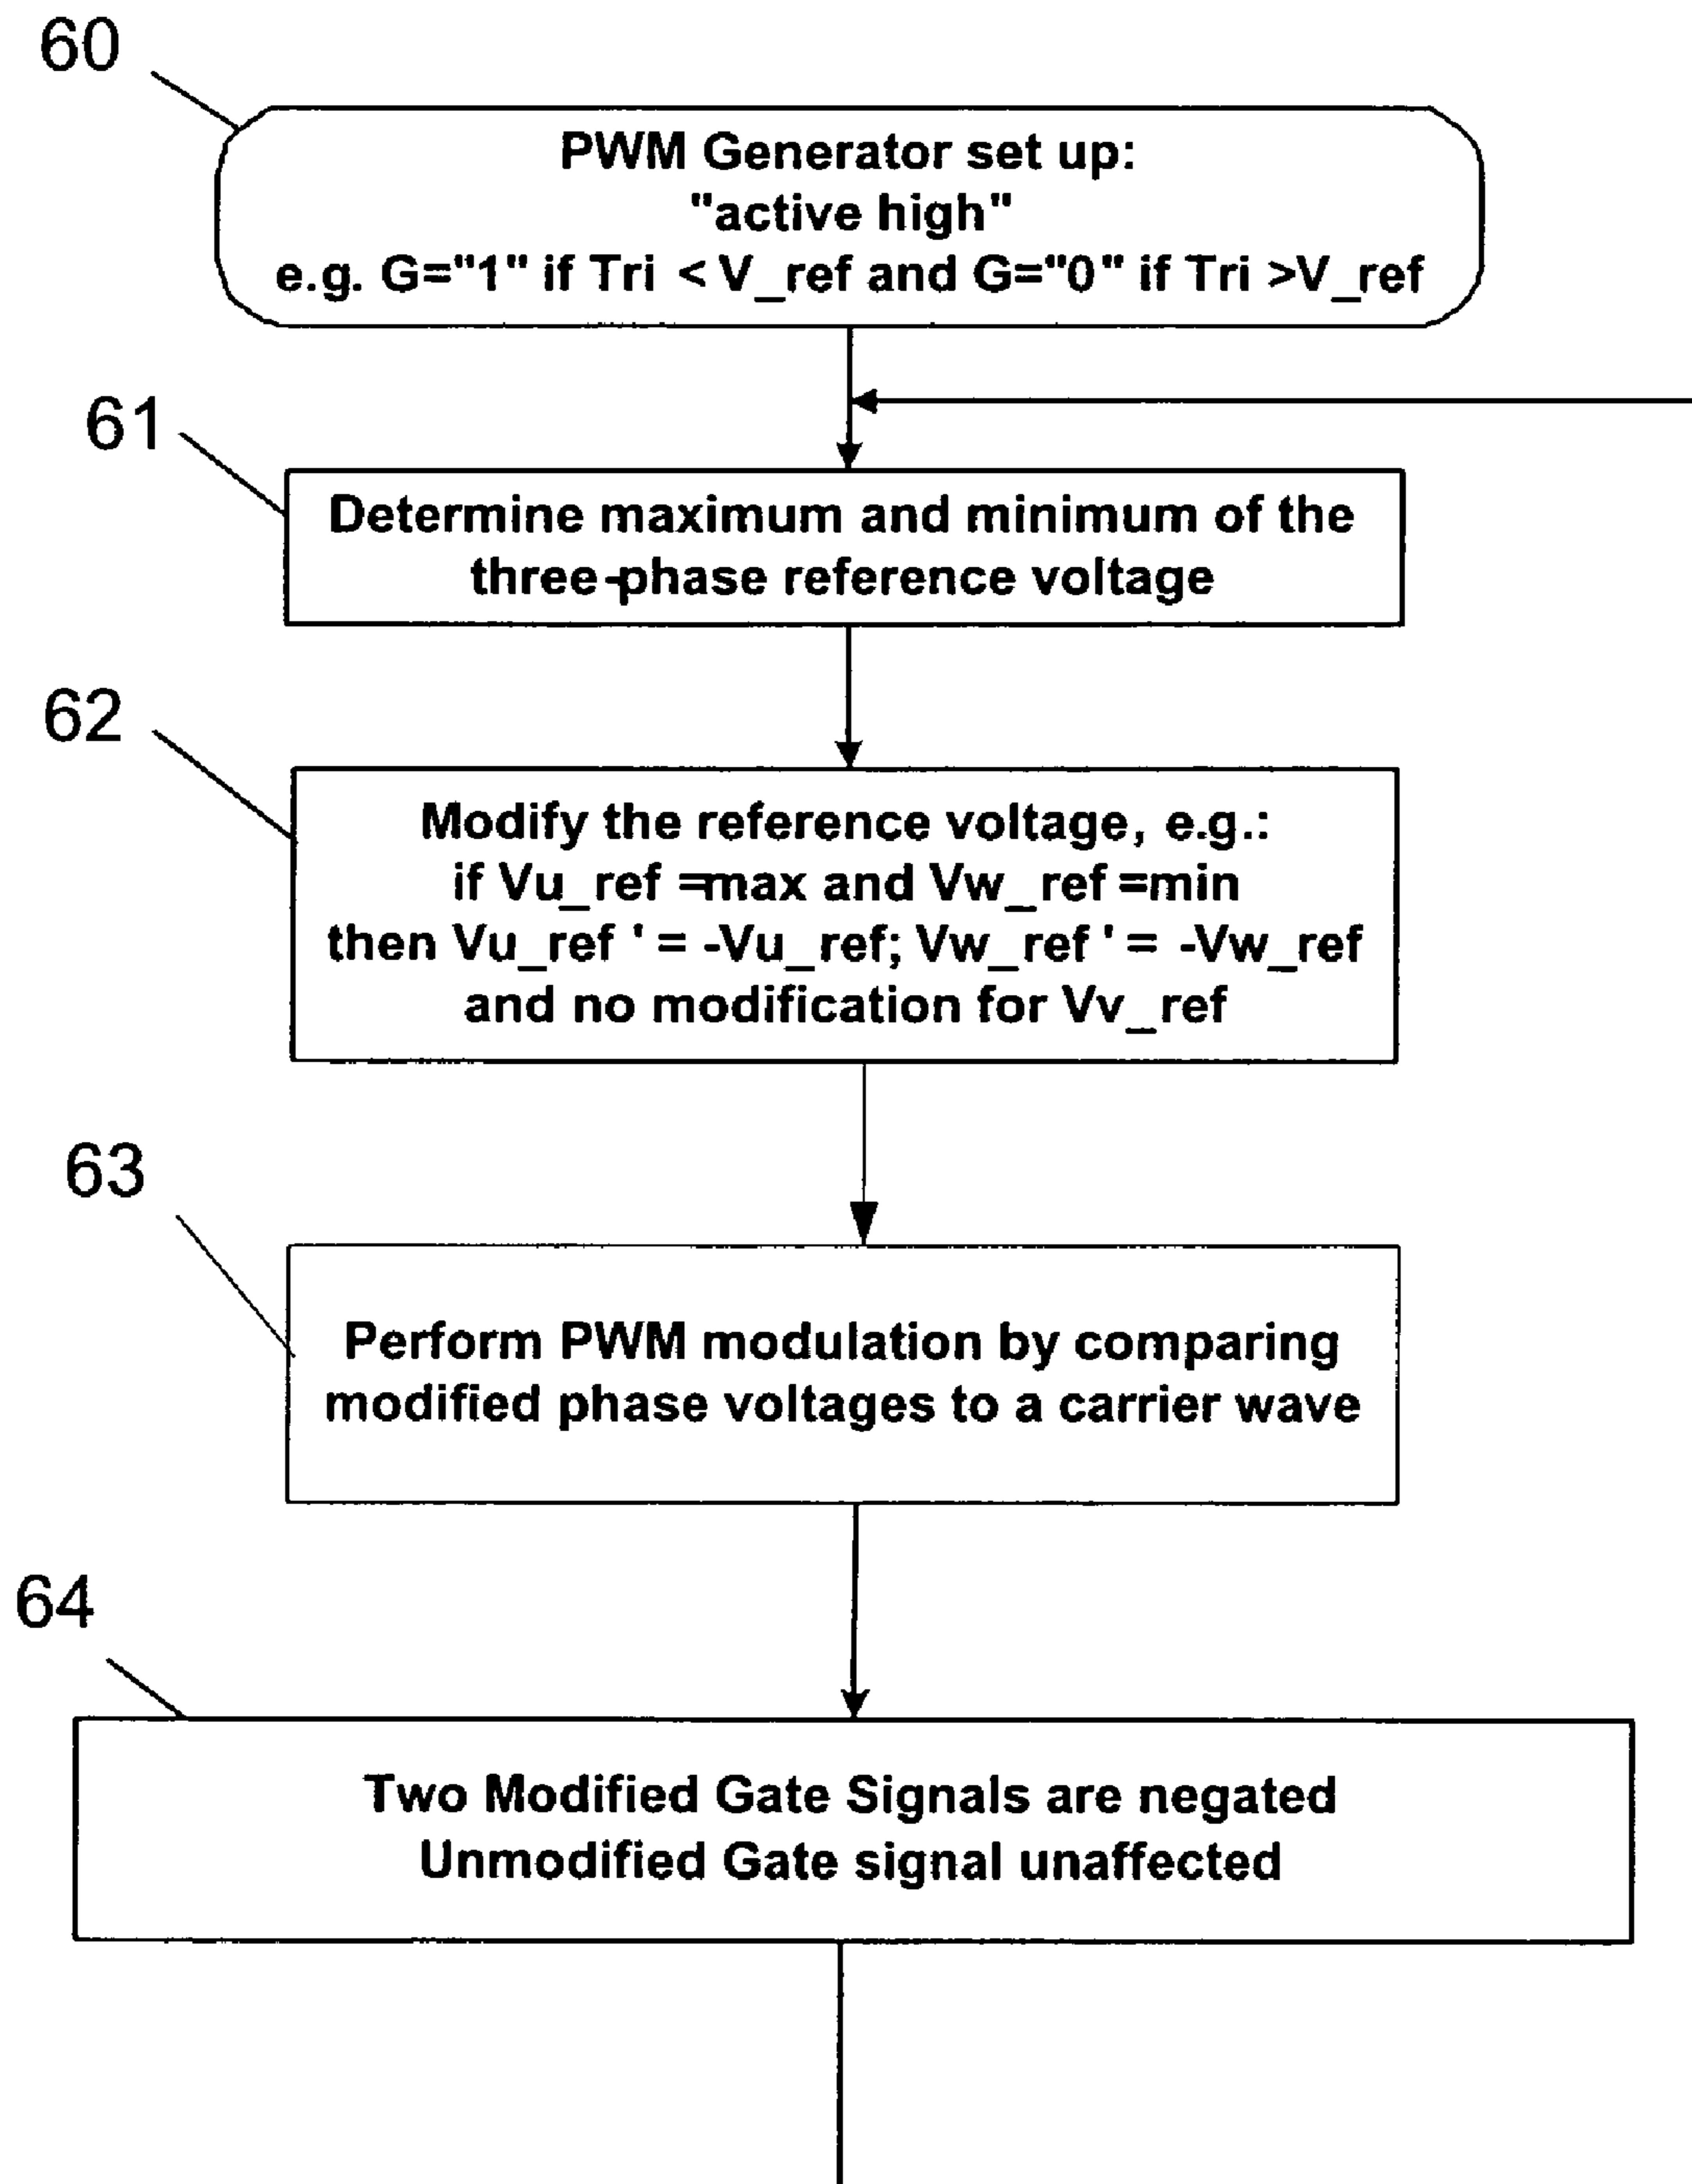 60
PWM Generator set up:
"active high"
e.g. G="1" if Tri < V_ref and G="0" if Tri >V_ref
61
Determine maximum and minimum of the
three-phase reference voltage
62
Modify the reference voltage, e.g.:
if Vu_ref =max and Vw_ref =min
then Vu_ref ' = -Vu_ref; Vw_ref ' = -Vw_ref
and no modification for Vv_ref
63
Perform PWM modulation by comparing
modified phase voltages to a carrier wave
64
Two Modified Gate Signals are negated
Unmodified Gate signal unaffected